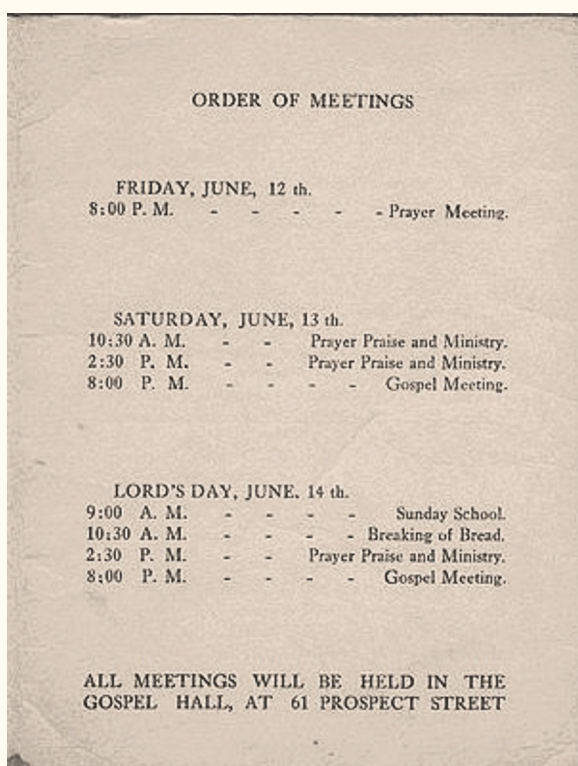 ORDER OF MEETINGS
FRIDAY, JUNE, 12 th.
8:00 P. M. - - - - - Prayer Meeting.
SATURDAY, JUNE, 13 th.
10:30 A. M. - - Prayer Praise and Ministry.
2:30 P. M. - - Prayer Praise and Ministry.
8:00 P. M. - - - - Gospel Meeting.
LORD'S DAY, JUNE. 14 th.
9:00 A. M. - - - - Sunday School.
10:30 A. M. - - - - Breaking of Bread.
2:30 P. M. - - Prayer Praise and Ministry.
8:00 P. M. - - - - Gospel Meeting.
ALL MEETINGS WILL BE HELD IN THE
GOSPEL HALL, AT 61 PROSPECT STREET